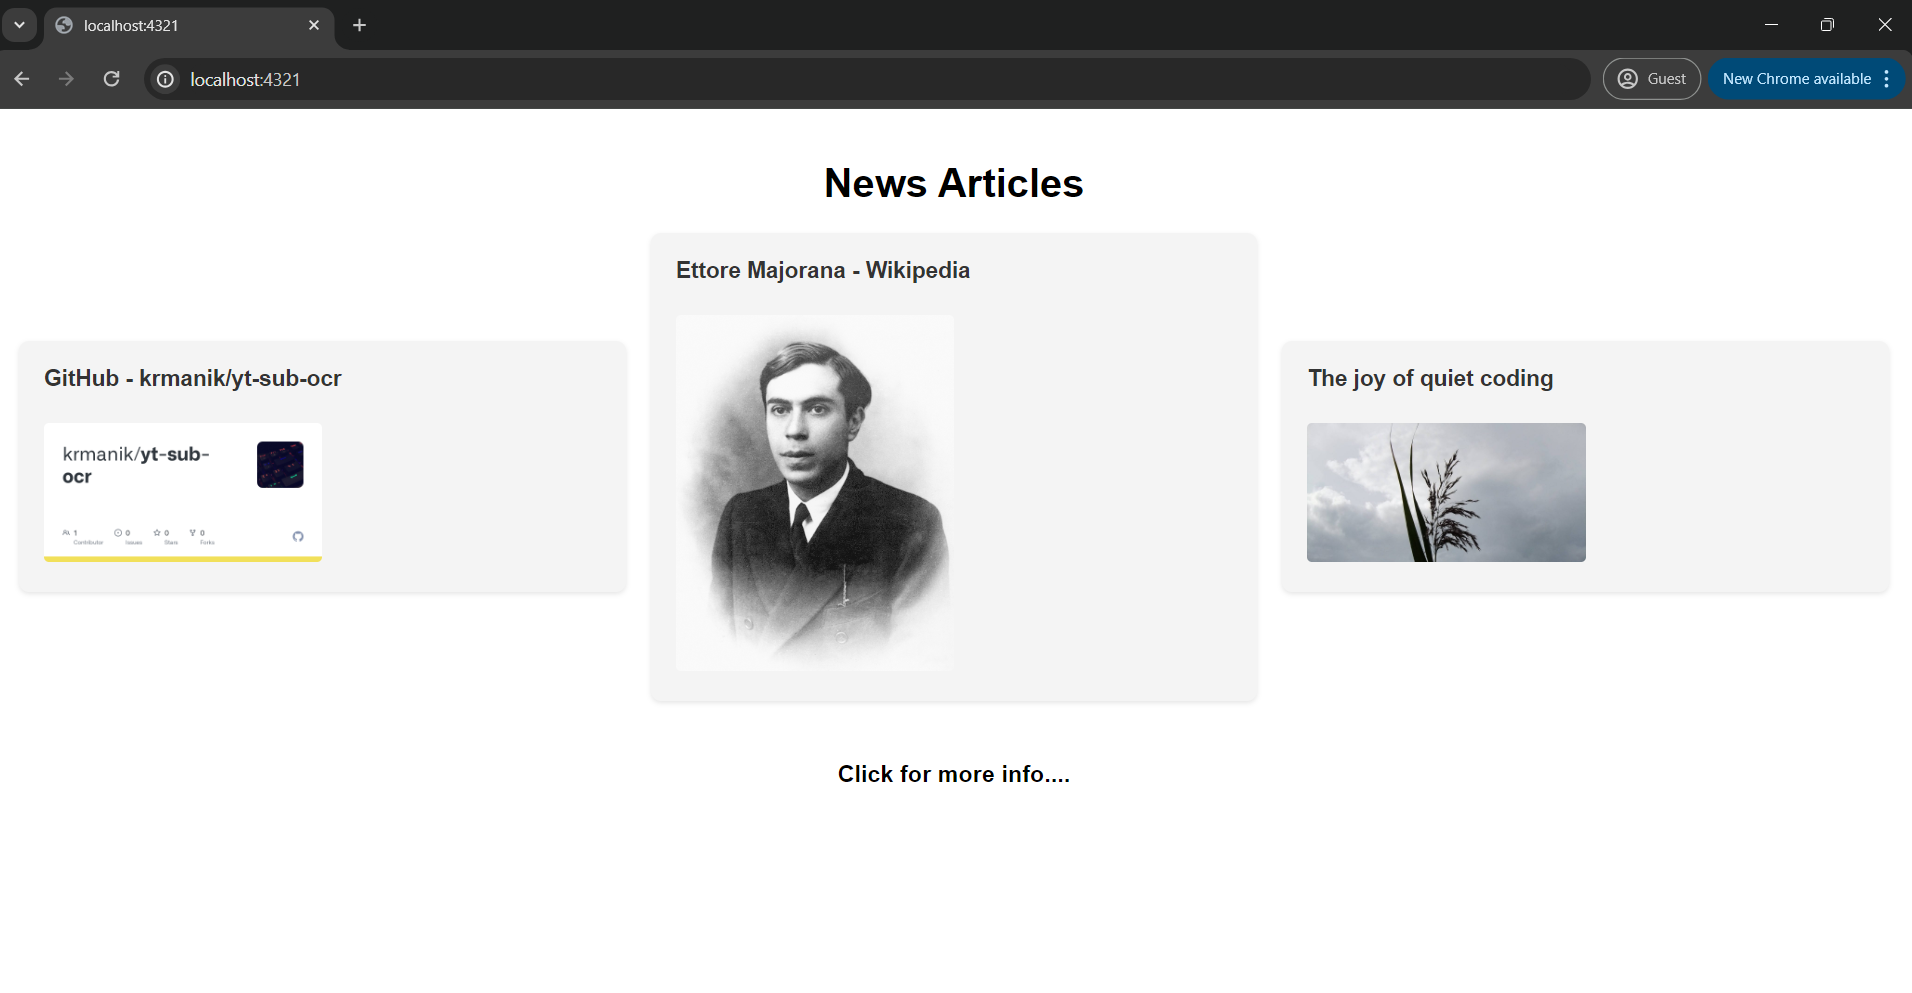 localhost:4321
localhost:4321
Guest
New Chrome available
News Articles
Ettore Majorana - Wikipedia
GitHub - krmanik/yt-sub-ocr
krmanik/yt-sub-
ocr
1 0 0 0
Contributor Issues Stars Forks
The joy of quiet coding
Click for more info....